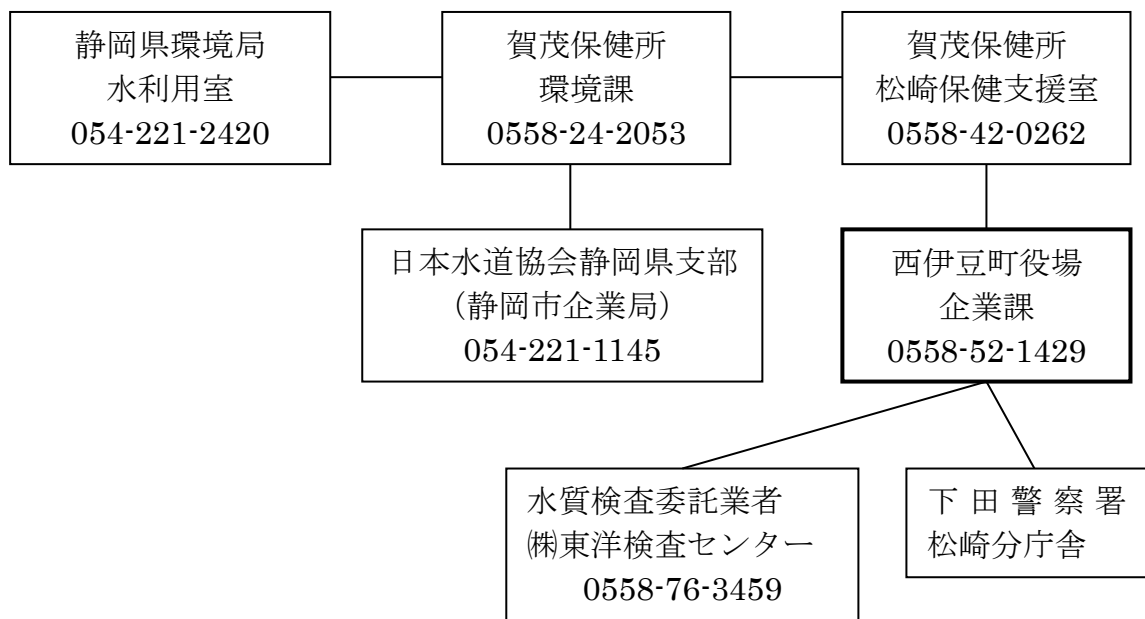 静岡県環境局
水利用室
054-221-2420
賀茂保健所
環境課
0558-24-2053
賀茂保健所
松崎保健支援室
0558-42-0262
日本水道協会静岡県支部
（静岡市企業局）
054-221-1145
西伊豆町役場
企業課
0558-52-1429
水質検査委託業者
㈱東洋検査センター
0558-76-3459
下田警察署
松崎分庁舎